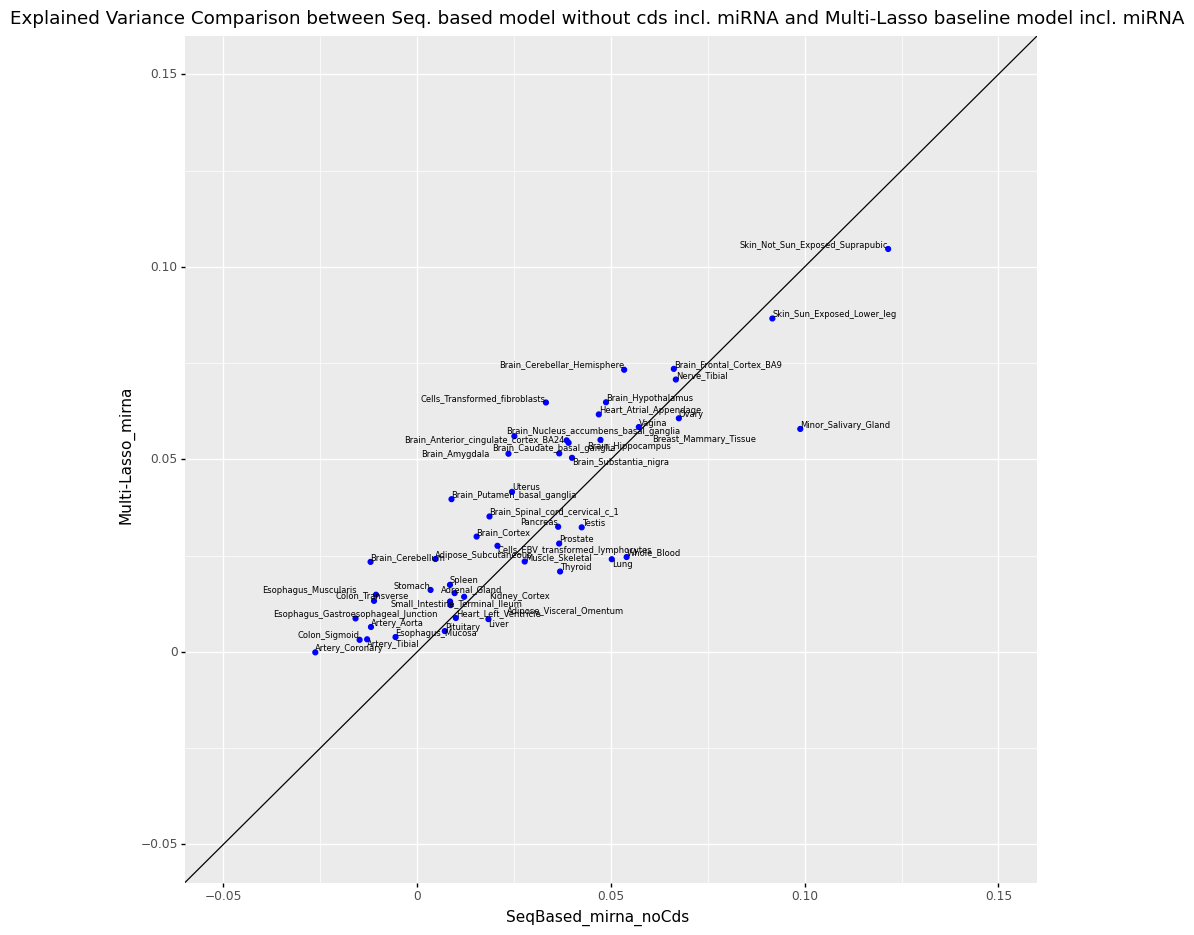 Explained Variance Comparison between Seq. based model without cds incl. miRNA and Multi-Lasso baseline model incl. miRNA
0.15
0.10
0.05
0
−0.05
Multi-Lasso_mirna
Skin_Not_Sun_Exposed_Suprapubic
Skin_Sun_Exposed_Lower_leg
Brain_Cerebellar_Hemisphere
Brain_Frontal_Cortex_BA9
Nerve_Tibial
Cells_Transformed_fibroblasts
Brain_Hypothalamus
Heart_Atrial_Appendage
Ovary
Vagina
Minor_Salivary_Gland
Brain_Nucleus_accumbens_basal_ganglia
Brain_Anterior_cingulate_cortex_BA24
Breast_Mammary_Tissue
Brain_Caudate_basal_ganglia
Brain_Hippocampus
Brain_Amygdala
Brain_Substantia_nigra
Uterus
Brain_Putamen_basal_ganglia
Brain_Spinal_cord_cervical_c_1
Pancreas
Testis
Brain_Cortex
Prostate
Cells_EBV_transformed_lymphocytes
Whole_Blood
Adipose_Subcutaneous
Brain_Cerebellum
Muscle_Skeletal
Lung
Thyroid
Spleen
Stomach
Adrenal_Gland
Esophagus_Muscularis
Colon_Transverse
Kidney_Cortex
Small_Intestine_Terminal_Ileum
Adipose_Visceral_Omentum
Esophagus_Gastroesophageal_Junction
Heart_Left_Ventricle
Artery_Aorta
Liver
Pituitary
Esophagus_Mucosa
Colon_Sigmoid
Artery_Tibial
Artery_Coronary
−0.05
0
0.05
0.10
0.15
SeqBased_mirna_noCds